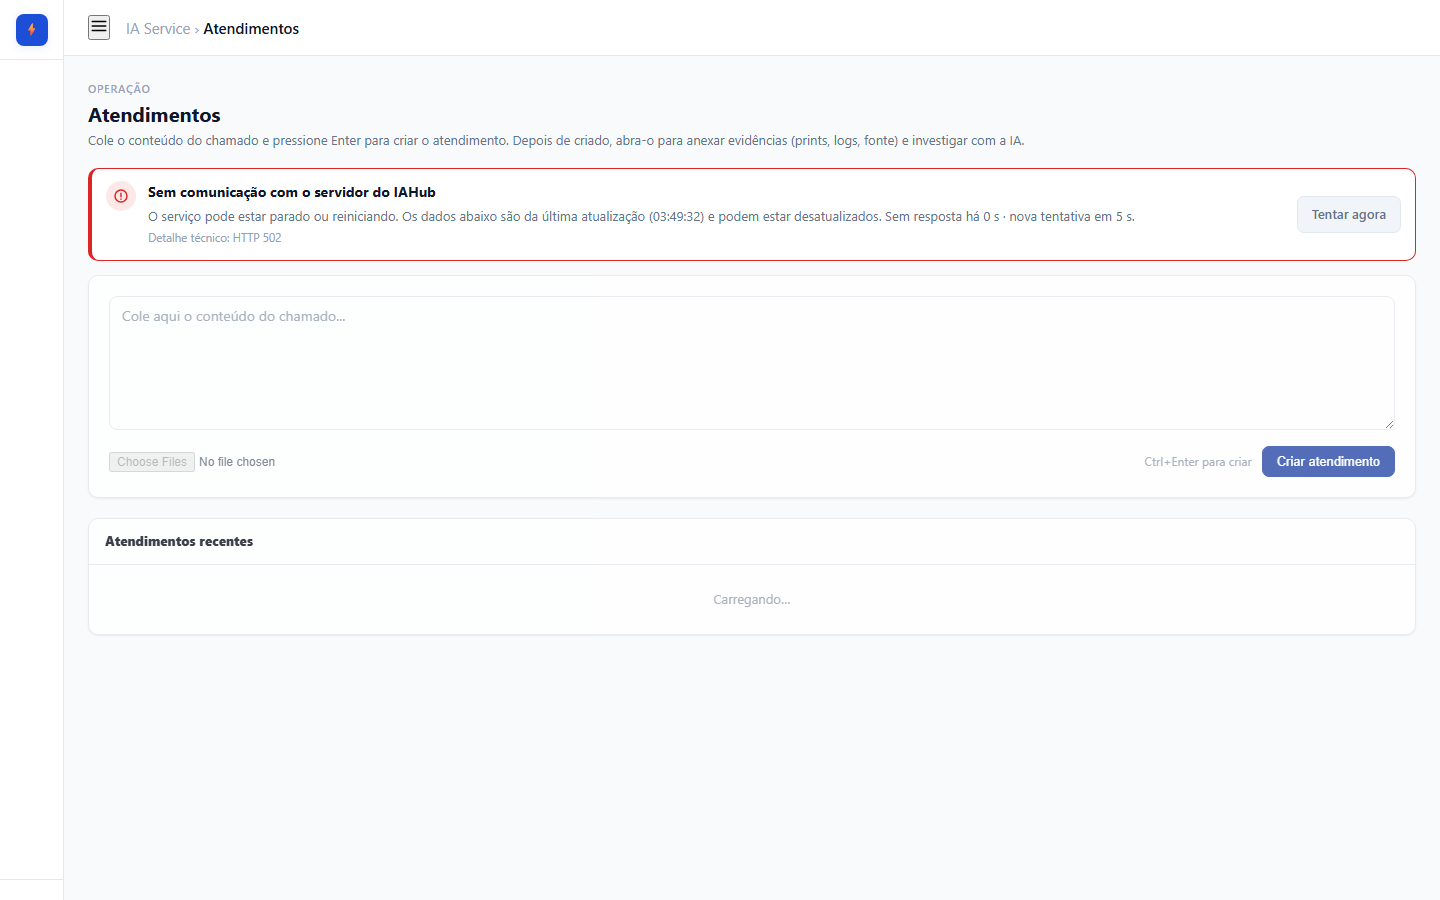 IA Service › Atendimentos
OPERAÇÃO
Atendimentos
Cole o conteúdo do chamado e pressione Enter para criar o atendimento. Depois de criado, abra-o para anexar evidências (prints, logs, fonte) e investigar com a IA.
Sem comunicação com o servidor do IAHub
O serviço pode estar parado ou reiniciando. Os dados abaixo são da última atualização (03:49:32) e podem estar desatualizados. Sem resposta há 0 s · nova tentativa em 5 s.
Detalhe técnico: HTTP 502
Tentar agora
Cole aqui o conteúdo do chamado...
Choose Files No file chosen
Ctrl+Enter para criar
Criar atendimento
Atendimentos recentes
Carregando...